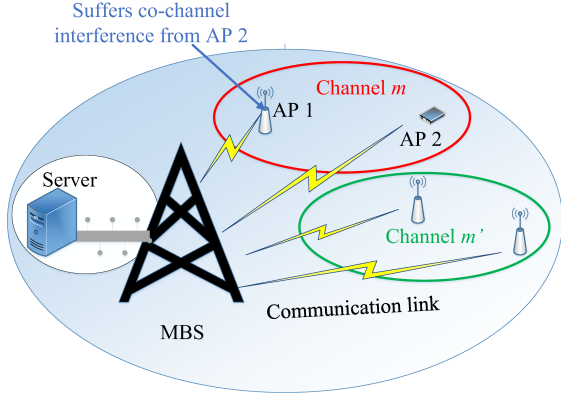 Suffers co-channel
interference from AP 2
Channel m
AP 1
AP 2
Server
Channel m’
Communication link
MBS